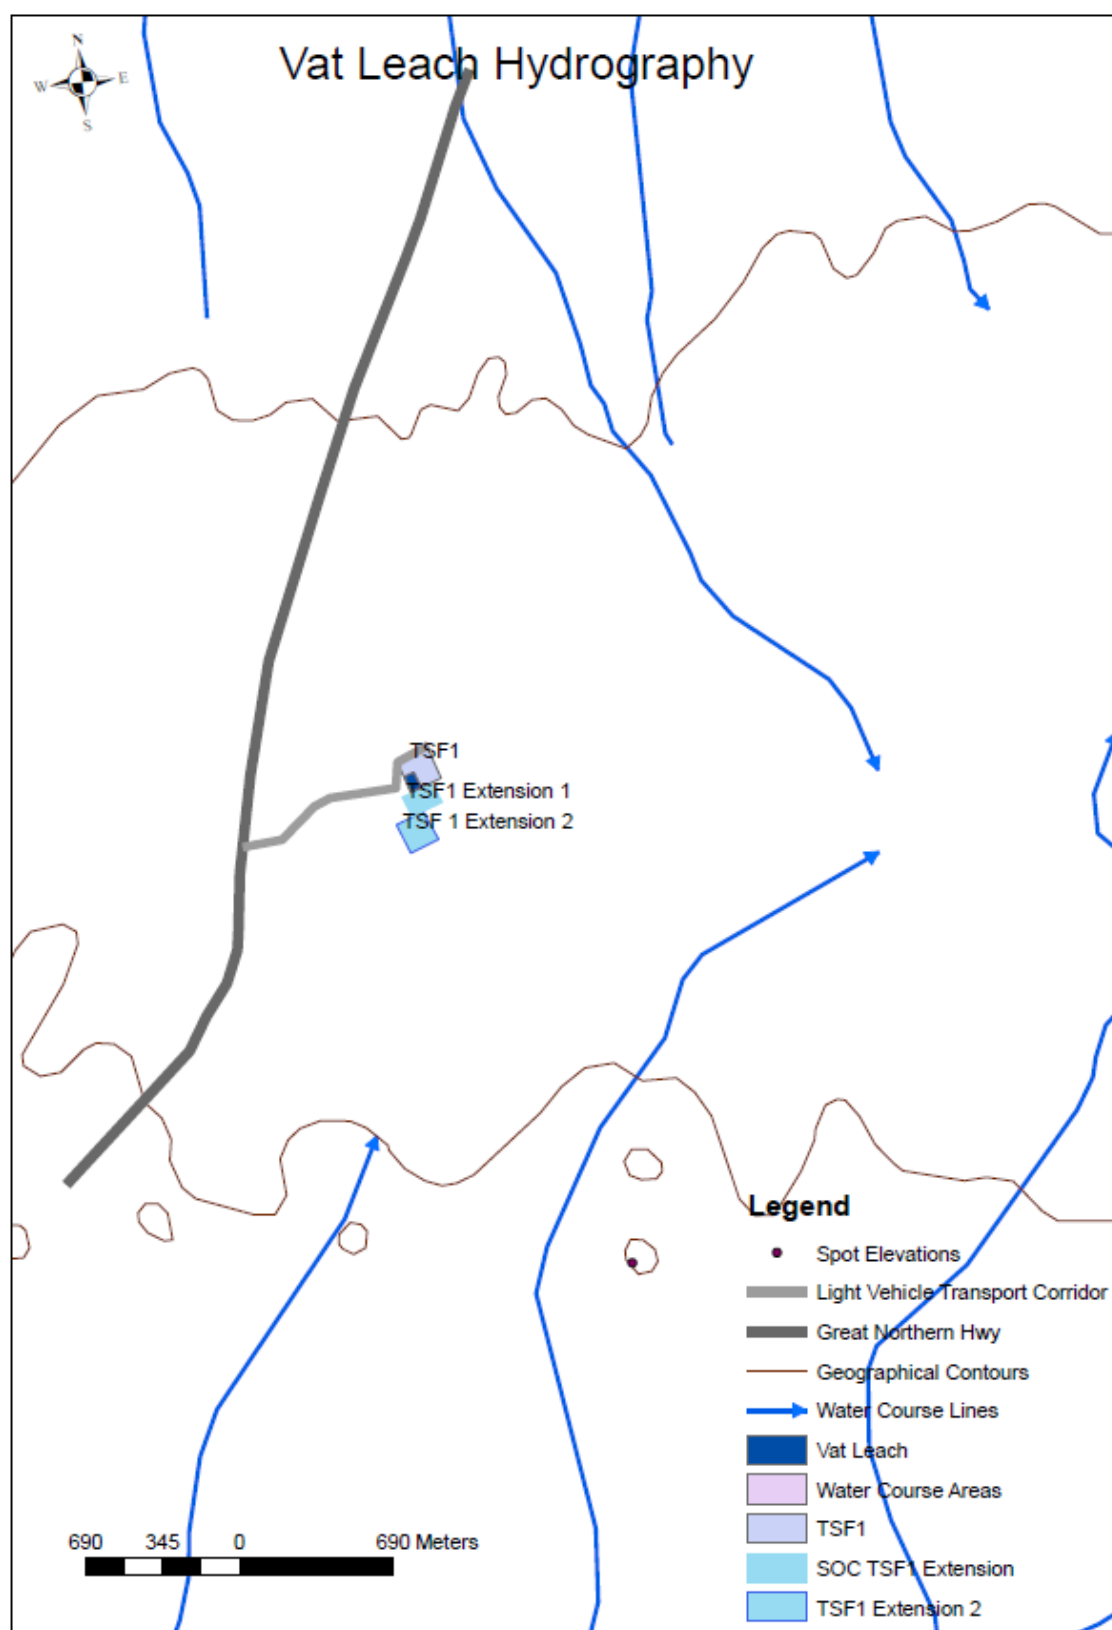 N
W E
S
Vat Leach Hydrography
TSF1
TSF1 Extension 1
TSF 1 Extension 2
Legend
Spot Elevations
Light Vehicle Transport Corridor
Great Northern Hwy
Geographical Contours
Water Course Lines
Vat Leach
Water Course Areas
TSF1
SOC TSF1 Extension
TSF1 Extension 2
690 345 0 690 Meters